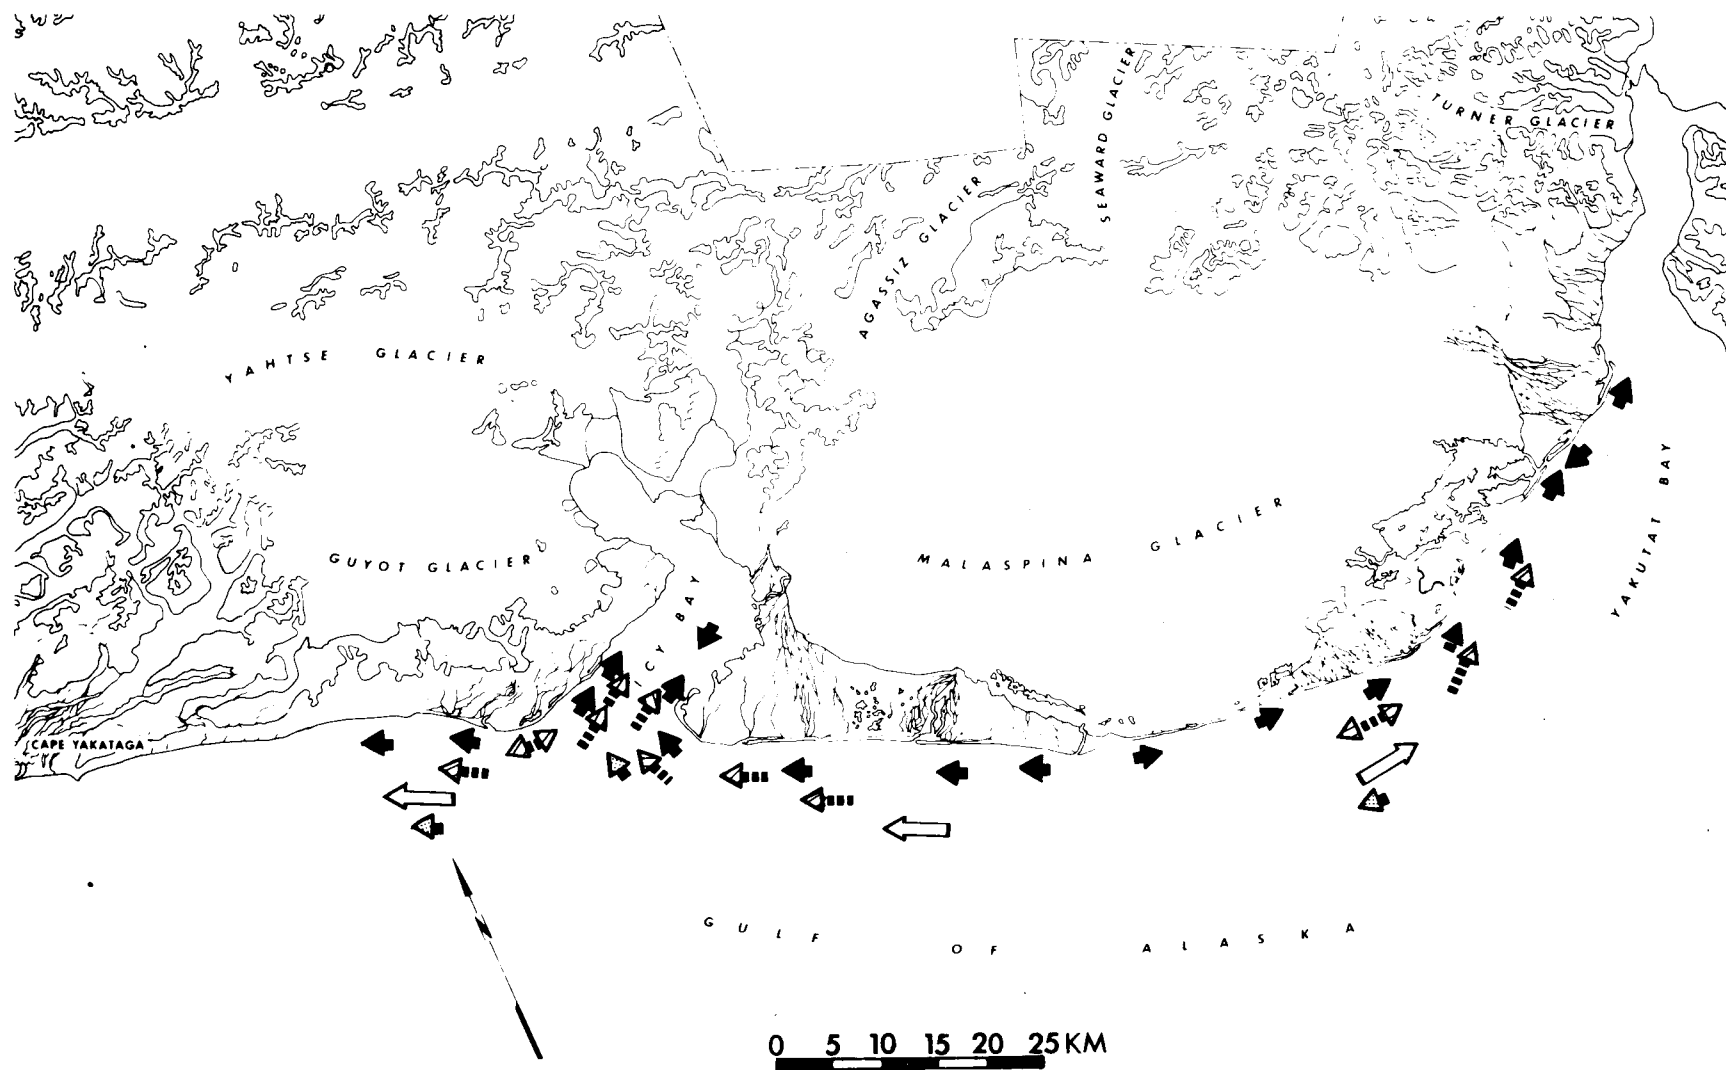 SEAWARD GLACIER
TURNER GLACIER
AGASSIZ GLACIER
YAHTSE GLACIER
GUYOT GLACIER
MALASPINA GLACIER
YAKUTAT BAY
ICY BAY
CAPE YAKATAGA
GULF OF ALASKA
0 5 10 15 20 25 KM